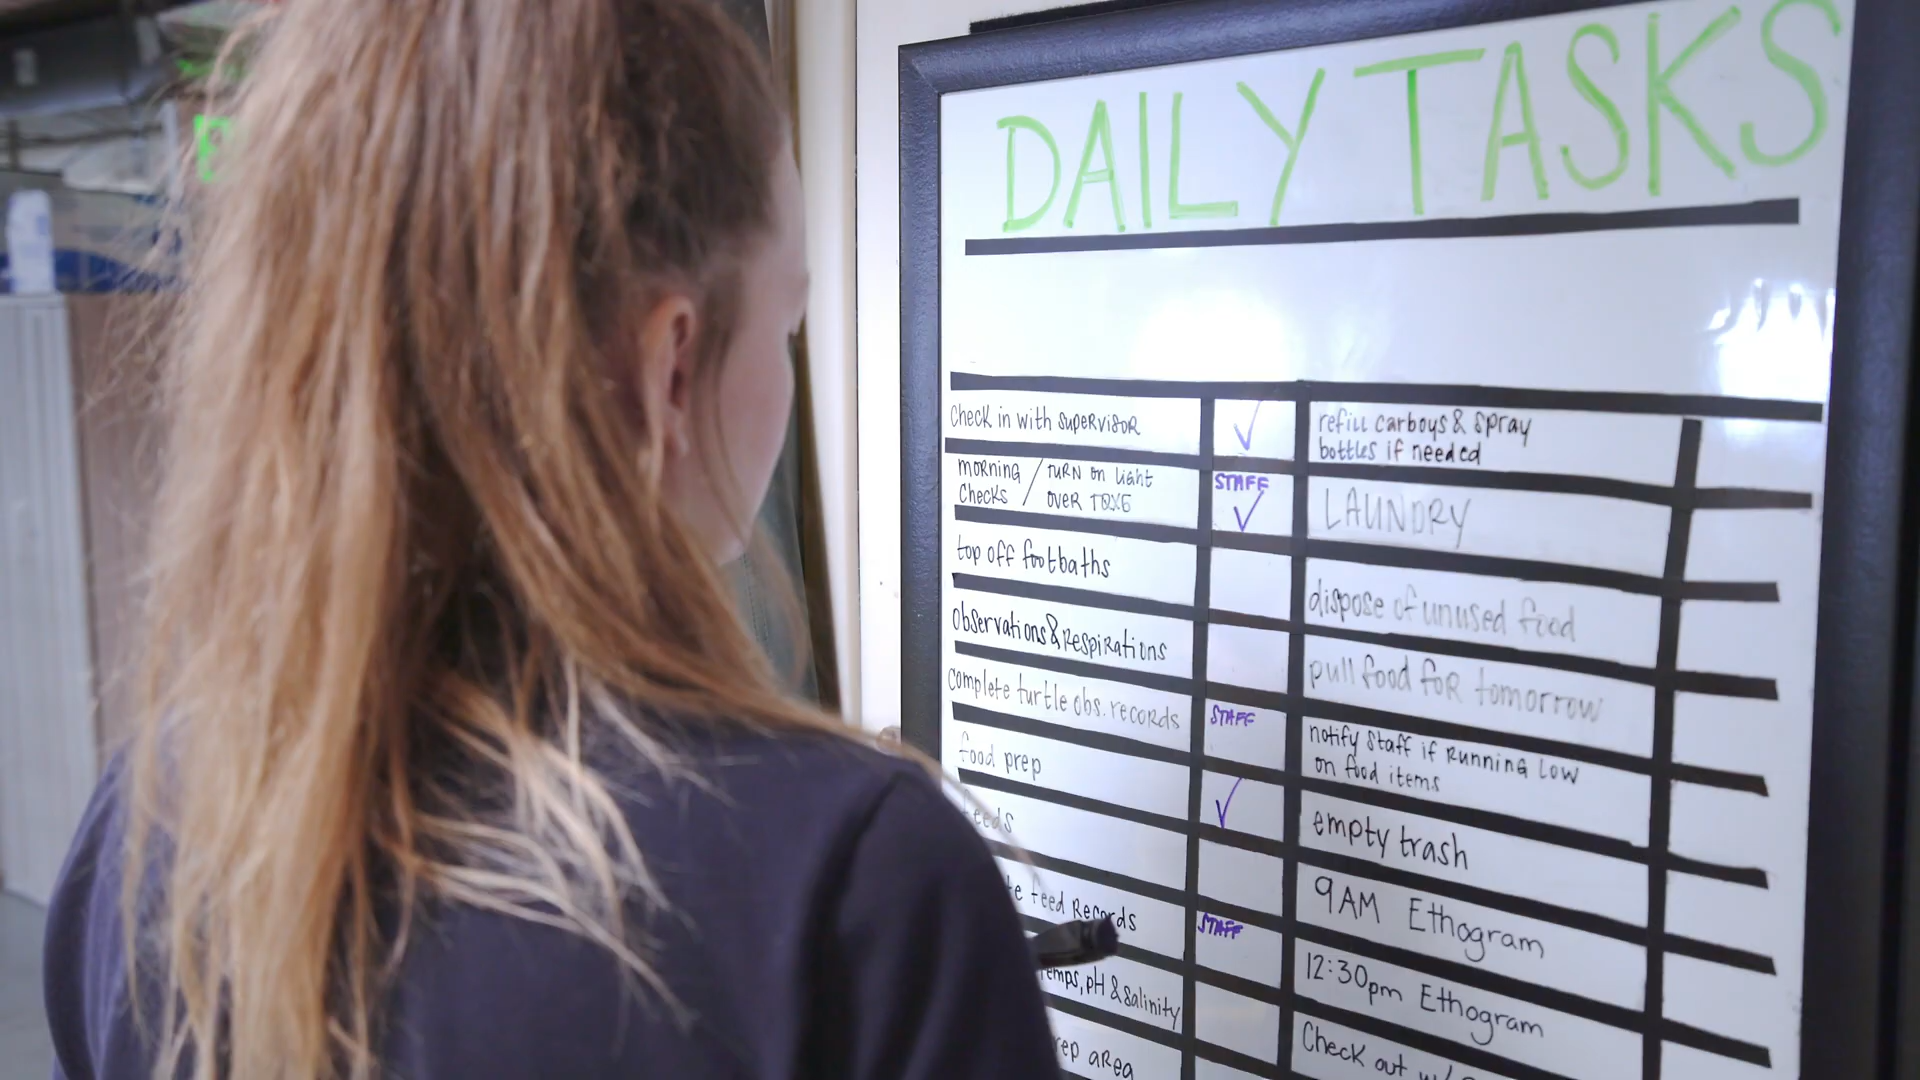 DAILY TASKS
check in with supervisor
morning checks / turn on light over TQX6
STAFF
top off footbaths
observations & respirations
complete turtle obs. records
STAFF
food prep
feeds
feed records
STAFF
temps, pH & salinity
area
refill carboys & spray
bottles if needed
LAUNDRY
dispose of unused food
pull food for tomorrow
notify staff if running low
on food items
empty trash
9AM Ethogram
12:30pm Ethogram
Check out w/